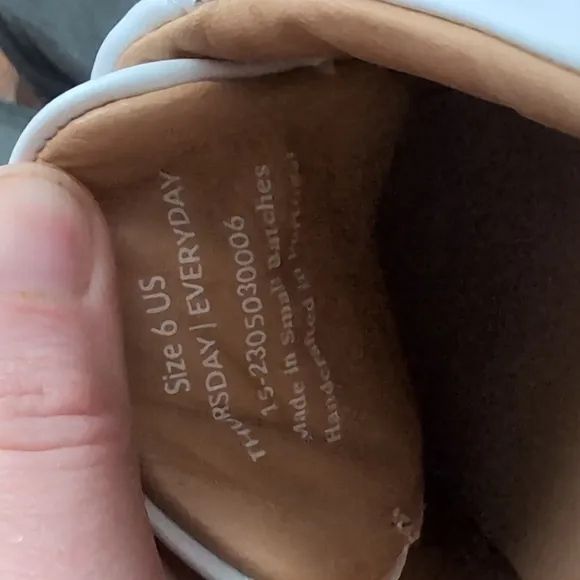 Size 6 US
THURSDAY | EVERYDAY
15-2305030006
Made in Small Batches
Handcrafted in